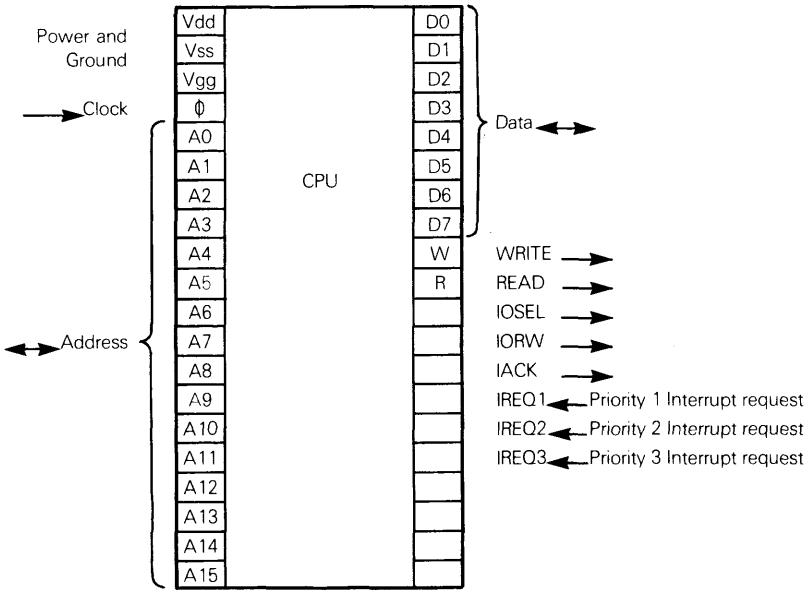 Power and
Ground
Clock
Address
Vdd
Vss
Vgg
ϕ
A0
A1
A2
A3
A4
A5
A6
A7
A8
A9
A10
A11
A12
A13
A14
A15
CPU
D0
D1
D2
D3
D4
D5
D6
D7
W
R
Data
WRITE
READ
IOSEL
IORW
IACK
IREQ1 Priority 1 Interrupt request
IREQ2 Priority 2 Interrupt request
IREQ3 Priority 3 Interrupt request